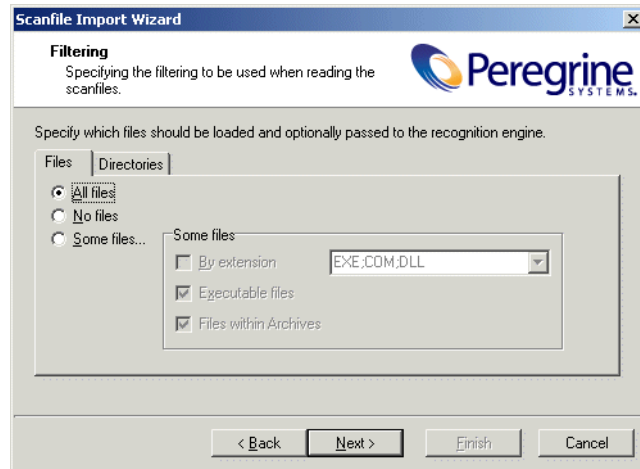 Scanfile Import Wizard
Filtering
Specifying the filtering to be used when reading the
scanfiles.
Peregrine
SYSTEMS.
Specify which files should be loaded and optionally passed to the recognition engine.
Files
Directories
All files
No files
Some files...
Some files
By extension
EXE;COM;DLL
Executable files
Files within Archives
< Back
Next >
Finish
Cancel